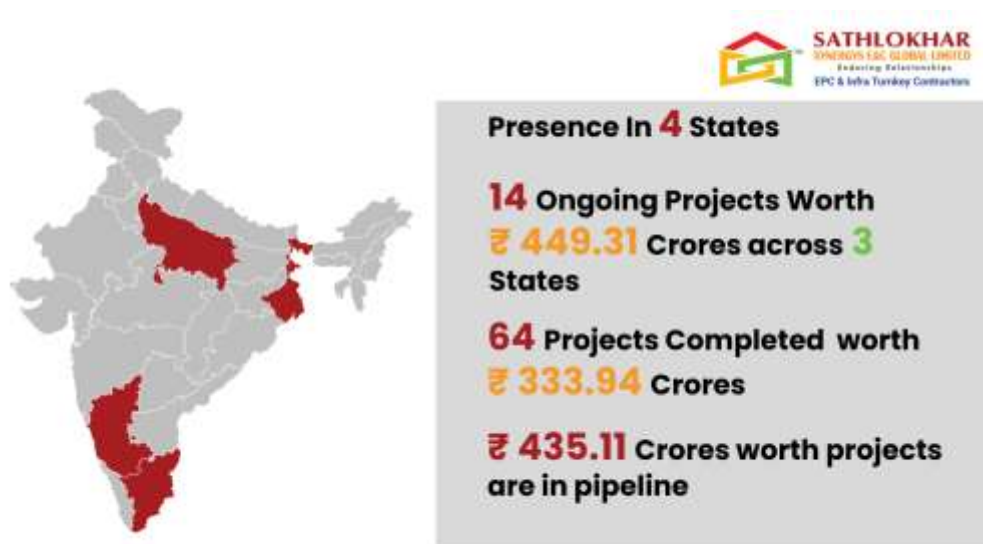 SATHLOKHAR
SYNERGYS E&C GLOBAL LIMITED
Enduring Relationships
EPC & Infra Turnkey Contractors
Presence In 4 States
14 Ongoing Projects Worth
₹ 449.31 Crores across 3
States
64 Projects Completed worth
₹ 333.94 Crores
₹ 435.11 Crores worth projects
are in pipeline